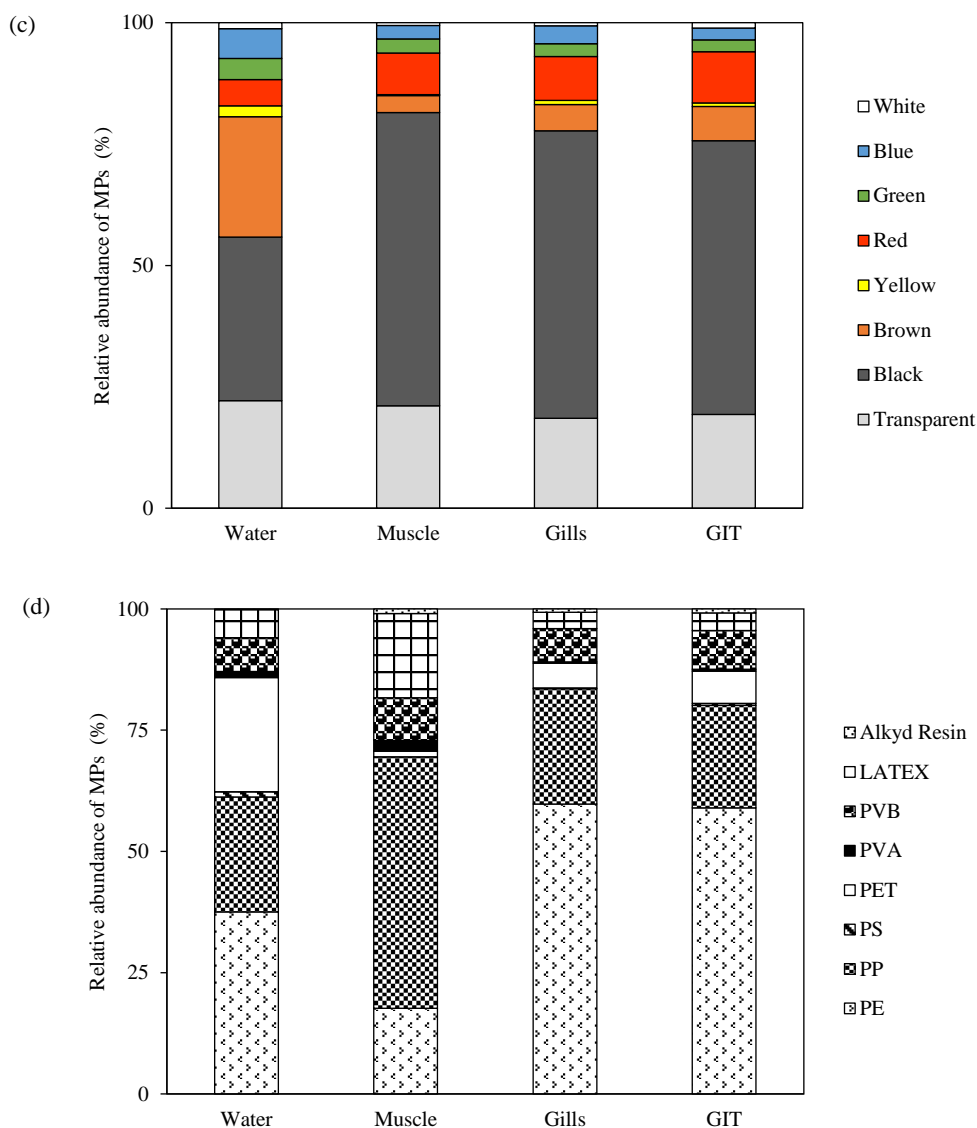 (c)
100
50
0
Relative abundance of MPs (%)
Water
Muscle
Gills
GIT
White
Blue
Green
Red
Yellow
Brown
Black
Transparent
(d)
100
75
50
25
0
Relative abundance of MPs (%)
Water
Muscle
Gills
GIT
Alkyd Resin
LATEX
PVB
PVA
PET
PS
PP
PE